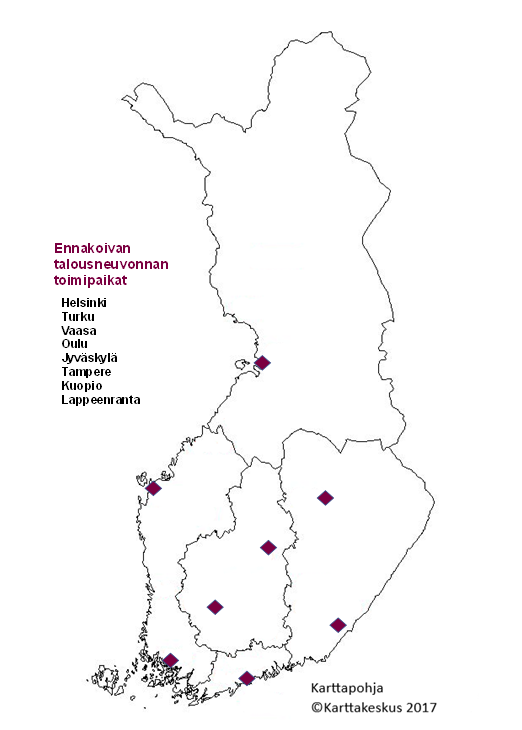 Ennakoivan
talousneuvonnan
toimipaikat
Helsinki
Turku
Vaasa
Oulu
Jyväskylä
Tampere
Kuopio
Lappeenranta
Karttapohja
©Karttakeskus 2017